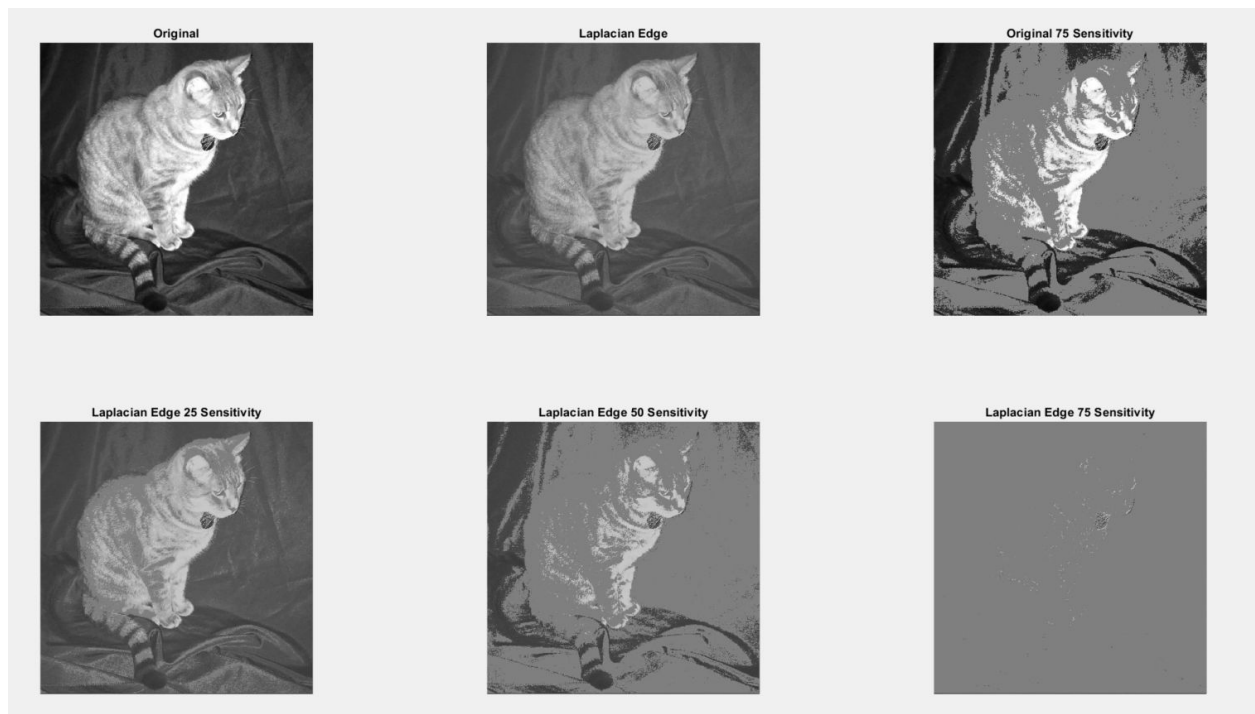 Original
Laplacian Edge
Original 75 Sensitivity
Laplacian Edge 25 Sensitivity
Laplacian Edge 50 Sensitivity
Laplacian Edge 75 Sensitivity